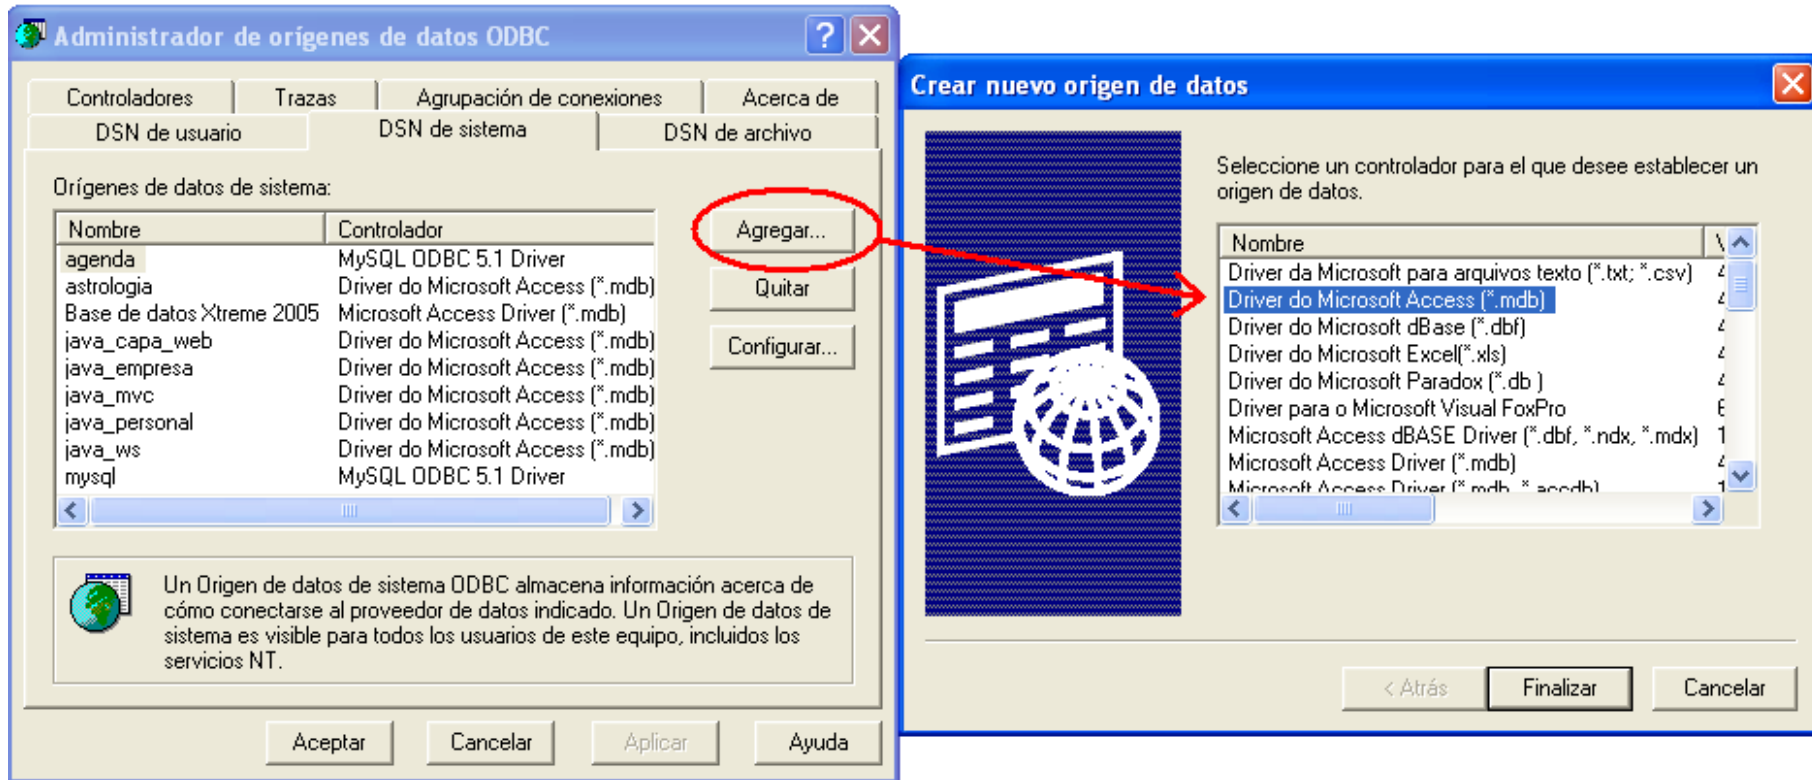 Administrador de orígenes de datos ODBC
Controladores Trazas Agrupación de conexiones Acerca de
DSN de usuario DSN de sistema DSN de archivo
Orígenes de datos de sistema:
Nombre Controlador
agenda MySQL ODBC 5.1 Driver
astrologia Driver do Microsoft Access (*.mdb)
Base de datos Xtreme 2005 Microsoft Access Driver (*.mdb)
java_capa_web Driver do Microsoft Access (*.mdb)
java_empresa Driver do Microsoft Access (*.mdb)
java_mvc Driver do Microsoft Access (*.mdb)
java_personal Driver do Microsoft Access (*.mdb)
java_ws Driver do Microsoft Access (*.mdb)
mysql MySQL ODBC 5.1 Driver
Agregar...
Quitar
Configurar...
Un Origen de datos de sistema ODBC almacena información acerca de
cómo conectarse al proveedor de datos indicado. Un Origen de datos de
sistema es visible para todos los usuarios de este equipo, incluidos los
servicios NT.
Aceptar Cancelar Aplicar Ayuda
Crear nuevo origen de datos
Seleccione un controlador para el que desee establecer un
origen de datos.
Nombre
Driver da Microsoft para arquivos texto (*.txt; *.csv)
Driver do Microsoft Access (*.mdb)
Driver do Microsoft dBase (*.dbf)
Driver do Microsoft Excel(*.xls)
Driver do Microsoft Paradox (*.db )
Driver para o Microsoft Visual FoxPro
Microsoft Access dBASE Driver (*.dbf, *.ndx, *.mdx)
Microsoft Access Driver (*.mdb)
Microsoft Access Driver (*.mdb, *.accdb)
< Atrás Finalizar Cancelar